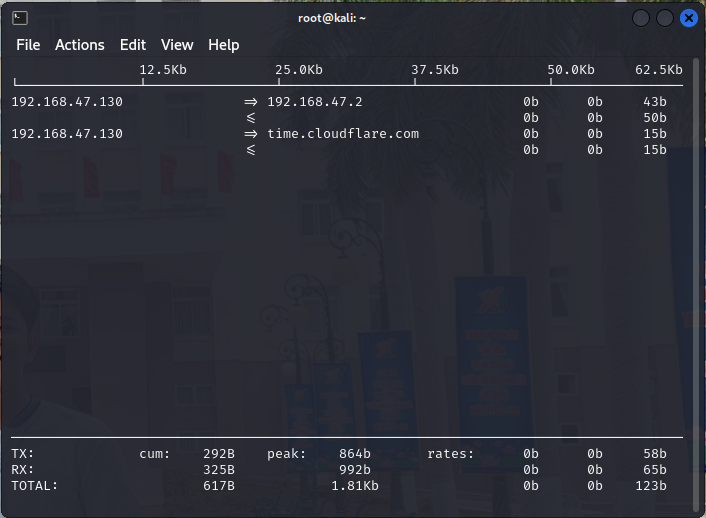 root@kali: ~
File Actions Edit View Help
12.5Kb 25.0Kb 37.5Kb 50.0Kb 62.5Kb
192.168.47.130 => 192.168.47.2 0b 0b 43b
<= 0b 0b 50b
192.168.47.130 => time.cloudflare.com 0b 0b 15b
<= 0b 0b 15b
TX: cum: 292B peak: 864b rates: 0b 0b 58b
RX: 325B 992b 0b 0b 65b
TOTAL: 617B 1.81Kb 0b 0b 123b